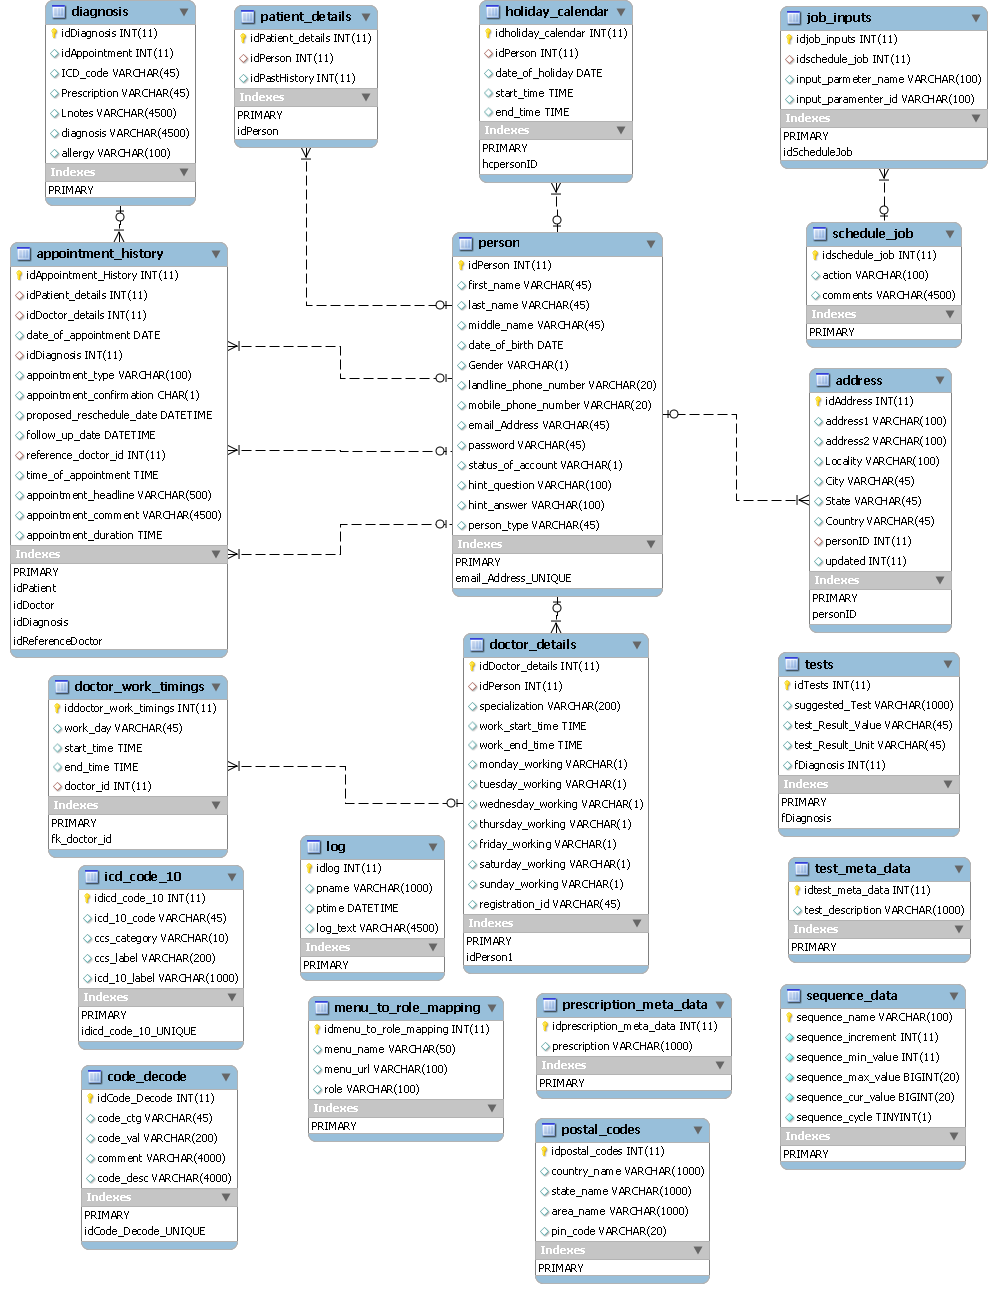 diagnosis
idDiagnosis INT(11)
idAppointment INT(11)
ICD_code VARCHAR(45)
Prescription VARCHAR(45)
Lnotes VARCHAR(4500)
diagnosis VARCHAR(4500)
allergy VARCHAR(100)
Indexes
PRIMARY
patient_details
idPatient_details INT(11)
idPerson INT(11)
idPastHistory INT(11)
Indexes
PRIMARY
idPerson
holiday_calendar
idholiday_calendar INT(11)
idPerson INT(11)
date_of_holiday DATE
start_time TIME
end_time TIME
Indexes
PRIMARY
hcpersonID
job_inputs
idjob_inputs INT(11)
idschedule_job INT(11)
input_parmeter_name VARCHAR(100)
input_paramenter_id VARCHAR(100)
Indexes
PRIMARY
idScheduleJob
appointment_history
idAppointment_History INT(11)
idPatient_details INT(11)
idDoctor_details INT(11)
date_of_appointment DATE
idDiagnosis INT(11)
appointment_type VARCHAR(100)
appointment_confirmation CHAR(1)
proposed_reschedule_date DATETIME
follow_up_date DATETIME
reference_doctor_id INT(11)
time_of_appointment TIME
appointment_headline VARCHAR(500)
appointment_comment VARCHAR(4500)
appointment_duration TIME
Indexes
PRIMARY
idPatient
idDoctor
idDiagnosis
idReferenceDoctor
person
idPerson INT(11)
first_name VARCHAR(45)
last_name VARCHAR(45)
middle_name VARCHAR(45)
date_of_birth DATE
Gender VARCHAR(1)
landline_phone_number VARCHAR(20)
mobile_phone_number VARCHAR(20)
email_Address VARCHAR(45)
password VARCHAR(45)
status_of_account VARCHAR(1)
hint_question VARCHAR(100)
hint_answer VARCHAR(100)
person_type VARCHAR(45)
Indexes
PRIMARY
email_Address_UNIQUE
schedule_job
idschedule_job INT(11)
action VARCHAR(100)
comments VARCHAR(4500)
Indexes
PRIMARY
address
idAddress INT(11)
address1 VARCHAR(100)
address2 VARCHAR(100)
Locality VARCHAR(100)
City VARCHAR(45)
State VARCHAR(45)
Country VARCHAR(45)
personID INT(11)
updated INT(11)
Indexes
PRIMARY
personID
doctor_work_timings
iddoctor_work_timings INT(11)
work_day VARCHAR(45)
start_time TIME
end_time TIME
doctor_id INT(11)
Indexes
PRIMARY
fk_doctor_id
doctor_details
idDoctor_details INT(11)
idPerson INT(11)
specialization VARCHAR(200)
work_start_time TIME
work_end_time TIME
monday_working VARCHAR(1)
tuesday_working VARCHAR(1)
wednesday_working VARCHAR(1)
thursday_working VARCHAR(1)
friday_working VARCHAR(1)
saturday_working VARCHAR(1)
sunday_working VARCHAR(1)
registration_id VARCHAR(45)
Indexes
PRIMARY
idPerson1
tests
idTests INT(11)
suggested_Test VARCHAR(1000)
test_Result_Value VARCHAR(45)
test_Result_Unit VARCHAR(45)
fDiagnosis INT(11)
Indexes
PRIMARY
fDiagnosis
log
idlog INT(11)
pname VARCHAR(1000)
ptime DATETIME
log_text VARCHAR(4500)
Indexes
PRIMARY
icd_code_10
idicd_code_10 INT(11)
icd_10_code VARCHAR(45)
ccs_category VARCHAR(10)
ccs_label VARCHAR(200)
icd_10_label VARCHAR(1000)
Indexes
PRIMARY
idicd_code_10_UNIQUE
test_meta_data
idtest_meta_data INT(11)
test_description VARCHAR(1000)
Indexes
PRIMARY
menu_to_role_mapping
idmenu_to_role_mapping INT(11)
menu_name VARCHAR(50)
menu_url VARCHAR(100)
role VARCHAR(100)
Indexes
PRIMARY
prescription_meta_data
idprescription_meta_data INT(11)
prescription VARCHAR(1000)
Indexes
PRIMARY
sequence_data
sequence_name VARCHAR(100)
sequence_increment INT(11)
sequence_min_value INT(11)
sequence_max_value BIGINT(20)
sequence_cur_value BIGINT(20)
sequence_cycle TINYINT(1)
Indexes
PRIMARY
code_decode
idCode_Decode INT(11)
code_ctg VARCHAR(45)
code_val VARCHAR(200)
comment VARCHAR(4000)
code_desc VARCHAR(4000)
Indexes
PRIMARY
idCode_Decode_UNIQUE
postal_codes
idpostal_codes INT(11)
country_name VARCHAR(1000)
state_name VARCHAR(1000)
area_name VARCHAR(1000)
pin_code VARCHAR(20)
Indexes
PRIMARY